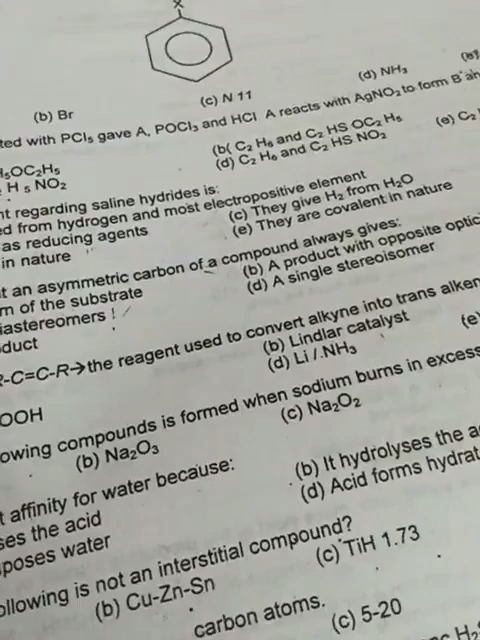 x
(b) Br
(c) N 11
(d) NH₃
ted with PCl₅ gave A, POCl₃ and HCl A reacts with AgNO₂ to form B
H₅OC₂H₅
(b( C₂ H₆ and C₂ HS OC₂ H₅
(e) C₂
H ₅ NO₂
(d) C₂ H₆ and C₂ HS NO₂
nt regarding saline hydrides is:
ed from hydrogen and most electropositive element
as reducing agents
(c) They give H₂ from H₂O
in nature
(e) They are covalent in nature
t an asymmetric carbon of a compound always gives:
m of the substrate
(b) A product with opposite optic
iastereomers !
(d) A single stereoisomer
duct
R-C=C-R→the reagent used to convert alkyne into trans alken
(b) Lindlar catalyst
(e)
(d) Li / NH₃
OOH
owing compounds is formed when sodium burns in excess
(b) Na₂O₃
(c) Na₂O₂
t affinity for water because:
ses the acid
(b) It hydrolyses the a
poses water
(d) Acid forms hydrat
ollowing is not an interstitial compound?
(b) Cu-Zn-Sn
(c) TiH 1.73
carbon atoms.
(c) 5-20